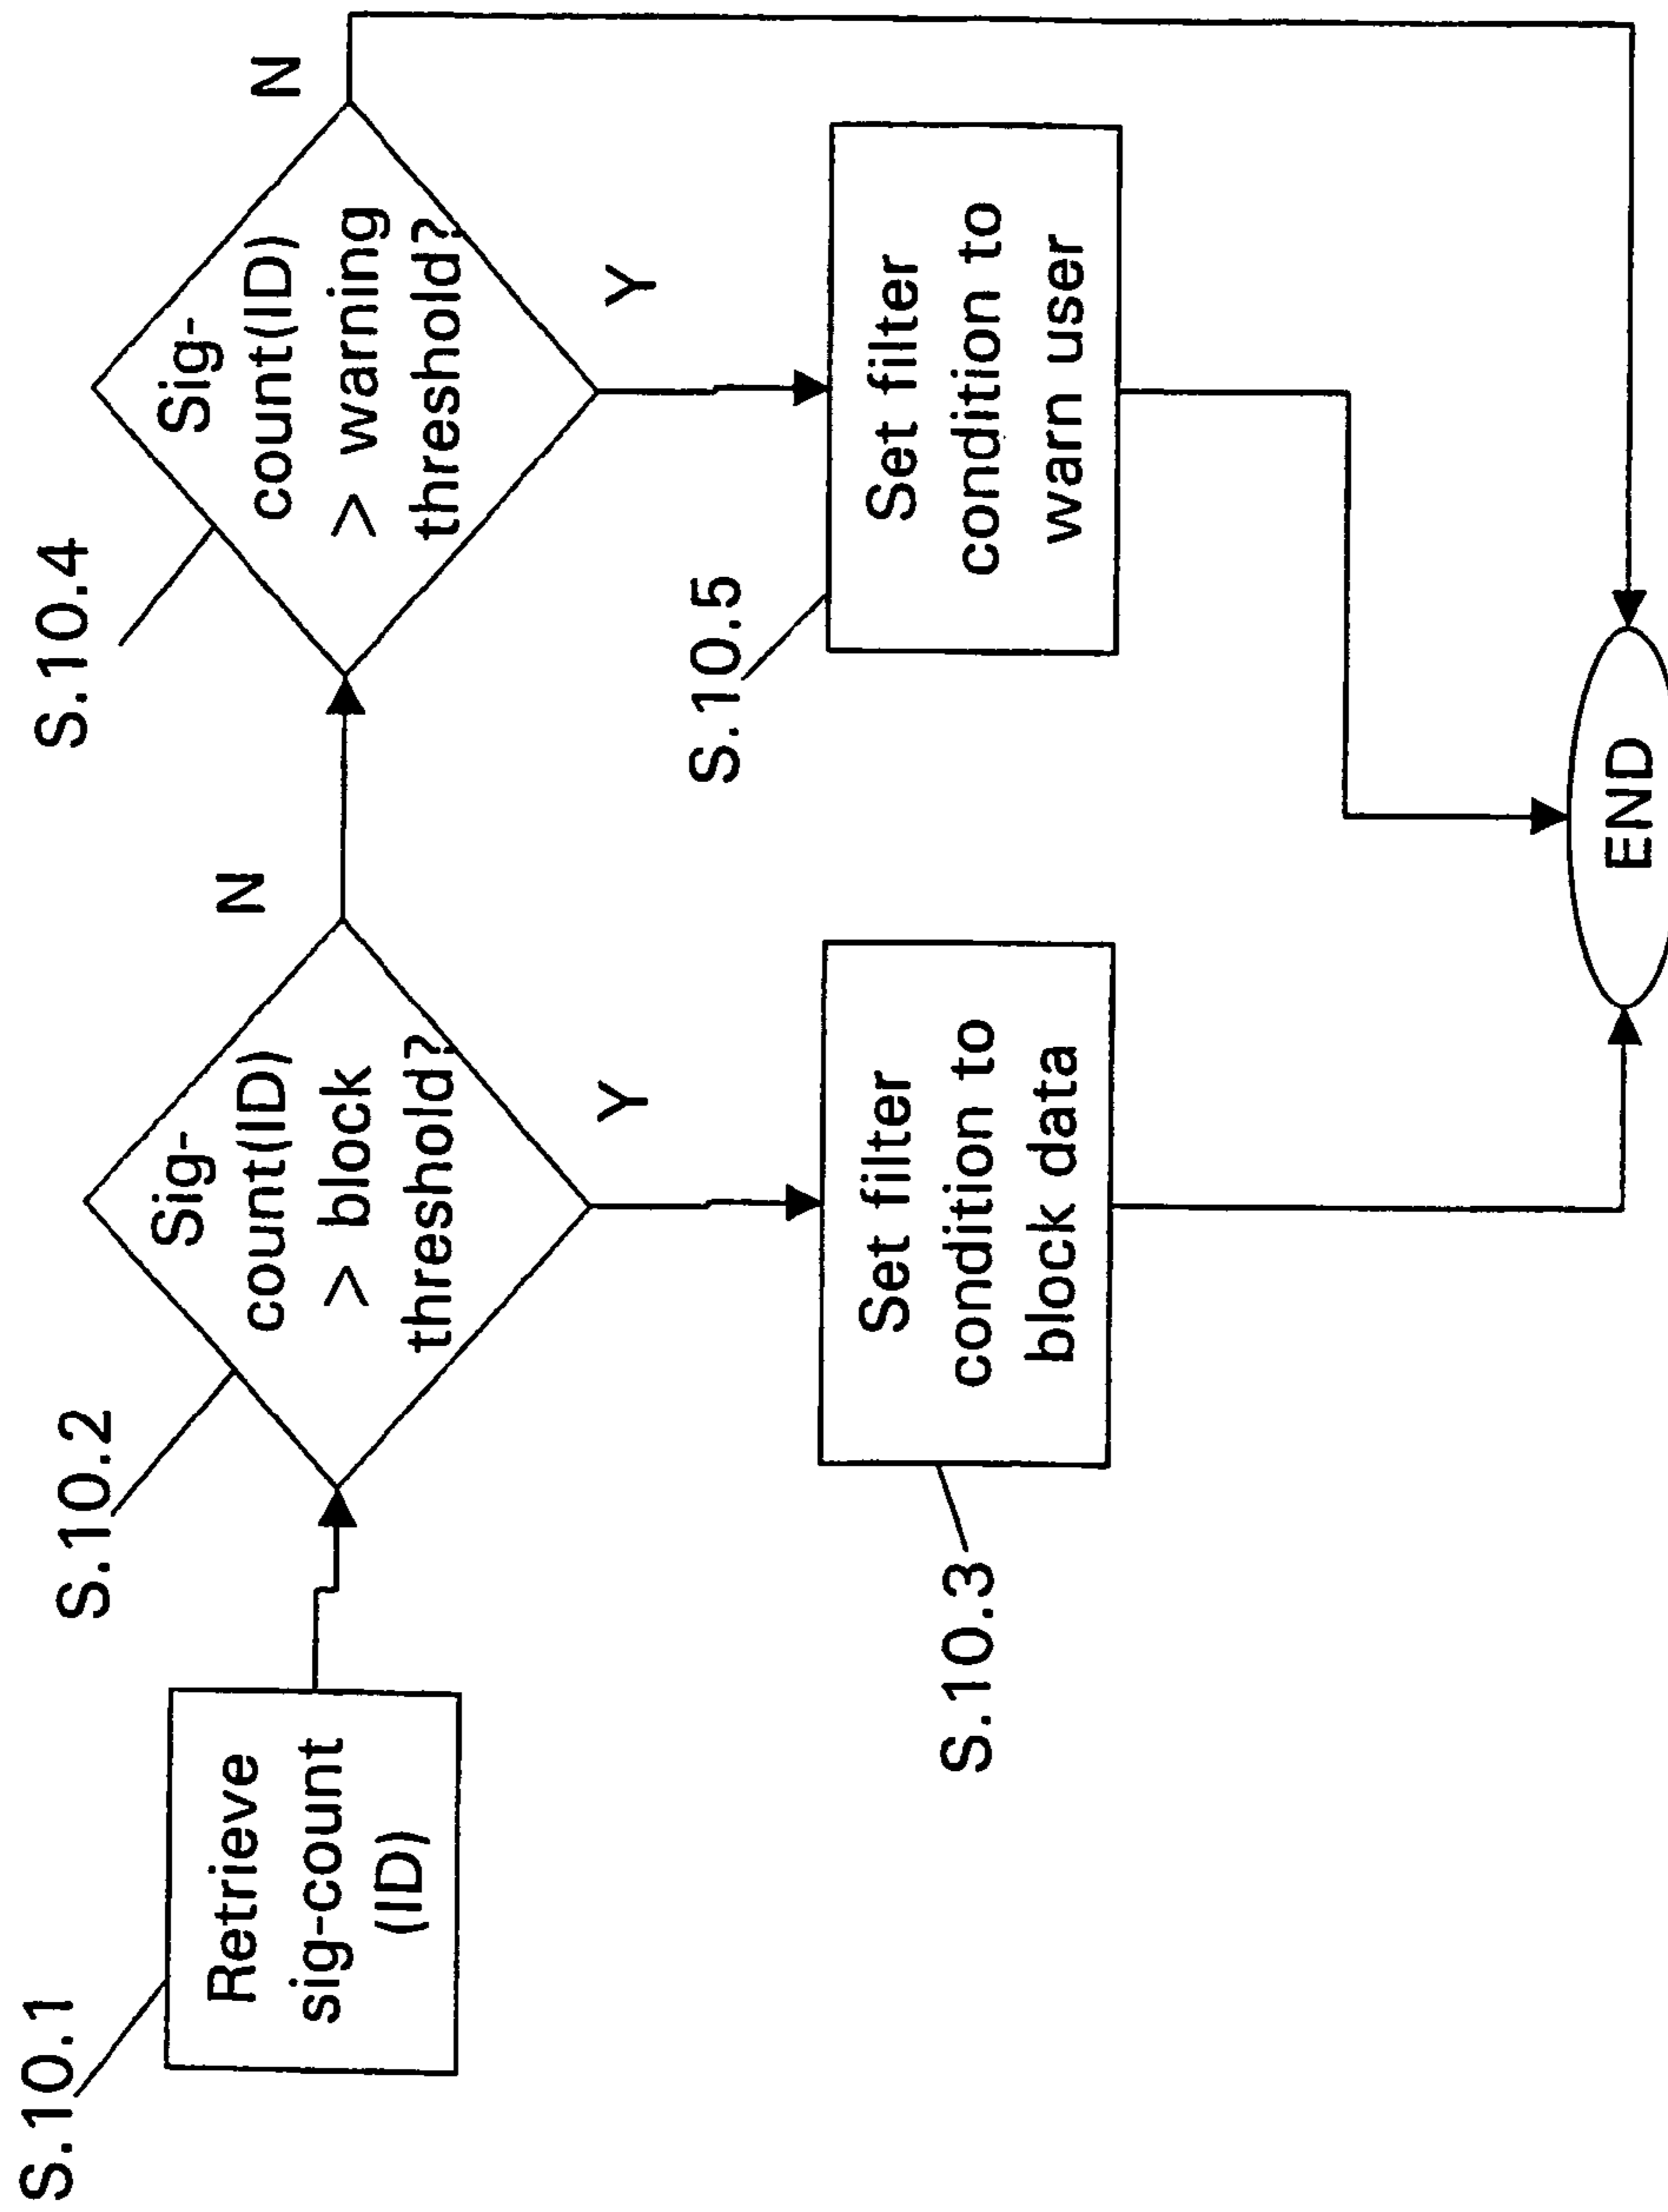 S.10.1
Retrieve
sig-count
(ID)
S.10.2
Sig-
count(ID)
> block
threshold?
N
Y
S.10.3
Set filter
condition to
block data
S.10.4
Sig-
count(ID)
> warning
threshold?
N
Y
S.10.5
Set filter
condition to
warn user
END